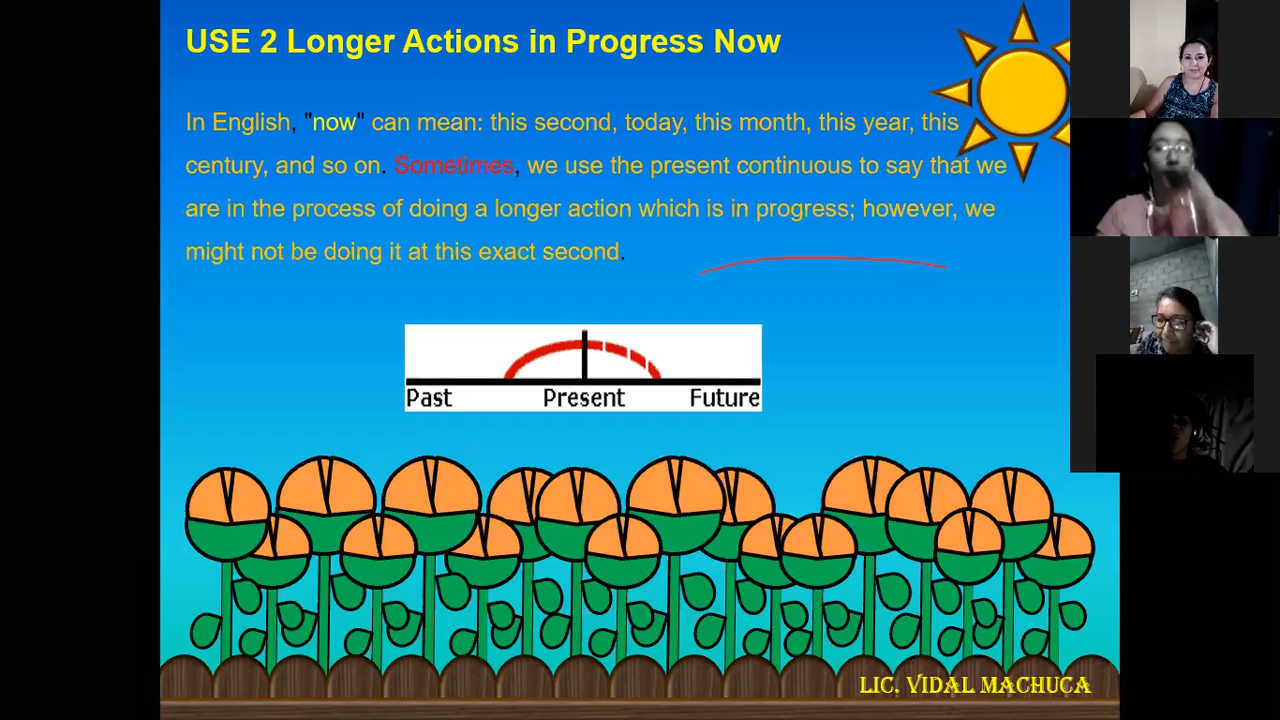 USE 2 Longer Actions in Progress Now
In English, "now" can mean: this second, today, this month, this year, this
century, and so on. Sometimes, we use the present continuous to say that we
are in the process of doing a longer action which is in progress; however, we
might not be doing it at this exact second.
Past Present Future
LIC. VIDAL MACHUCA